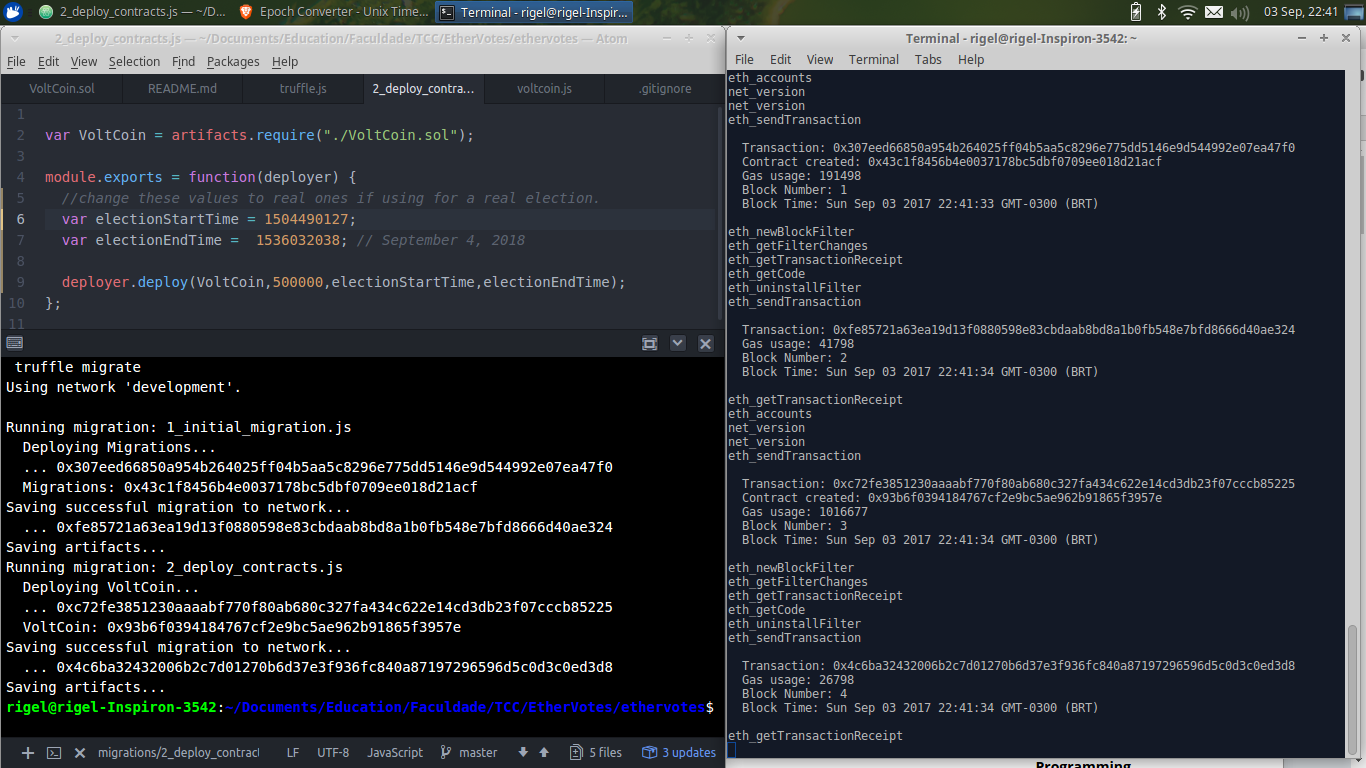 2_deploy_contracts.js — ~/D...
Epoch Converter - Unix Time...
Terminal - rigel@rigel-Inspir...
03 Sep, 22:41
2_deploy_contracts.js — ~/Documents/Education/Faculdade/TCC/EtherVotes/ethervotes — Atom
File Edit View Selection Find Packages Help
VoltCoin.sol README.md truffle.js 2_deploy_contra... voltcoin.js .gitignore
1
2 var VoltCoin = artifacts.require("./VoltCoin.sol");
3
4 module.exports = function(deployer) {
5 //change these values to real ones if using for a real election.
6 var electionStartTime = 1504490127;
7 var electionEndTime =  1536032038; // September 4, 2018
8
9 deployer.deploy(VoltCoin,500000,electionStartTime,electionEndTime);
10 };
11
truffle migrate
Using network 'development'.
Running migration: 1_initial_migration.js
Deploying Migrations...
... 0x307eed66850a954b264025ff04b5aa5c8296e775dd5146e9d544992e07ea47f0
Migrations: 0x43c1f8456b4e0037178bc5dbf0709ee018d21acf
Saving successful migration to network...
... 0xfe85721a63ea19d13f0880598e83cbdaab8bd8a1b0fb548e7bfd8666d40ae324
Saving artifacts...
Running migration: 2_deploy_contracts.js
Deploying VoltCoin...
... 0xc72fe3851230aaaabf770f80ab680c327fa434c622e14cd3db23f07cccb85225
VoltCoin: 0x93b6f0394184767cf2e9bc5ae962b91865f3957e
Saving successful migration to network...
... 0x4c6ba32432006b2c7d01270b6d37e3f936fc840a87197296596d5c0d3c0ed3d8
Saving artifacts...
rigel@rigel-Inspiron-3542:~/Documents/Education/Faculdade/TCC/EtherVotes/ethervotes$
migrations/2_deploy_contract LF UTF-8 JavaScript master 5 files 3 updates
Terminal - rigel@rigel-Inspiron-3542: ~
File Edit View Terminal Tabs Help
eth_accounts
net_version
net_version
eth_sendTransaction
Transaction: 0x307eed66850a954b264025ff04b5aa5c8296e775dd5146e9d544992e07ea47f0
Contract created: 0x43c1f8456b4e0037178bc5dbf0709ee018d21acf
Gas usage: 191498
Block Number: 1
Block Time: Sun Sep 03 2017 22:41:33 GMT-0300 (BRT)
eth_newBlockFilter
eth_getFilterChanges
eth_getTransactionReceipt
eth_getCode
eth_uninstallFilter
eth_sendTransaction
Transaction: 0xfe85721a63ea19d13f0880598e83cbdaab8bd8a1b0fb548e7bfd8666d40ae324
Gas usage: 41798
Block Number: 2
Block Time: Sun Sep 03 2017 22:41:34 GMT-0300 (BRT)
eth_getTransactionReceipt
eth_accounts
net_version
net_version
eth_sendTransaction
Transaction: 0xc72fe3851230aaaabf770f80ab680c327fa434c622e14cd3db23f07cccb85225
Contract created: 0x93b6f0394184767cf2e9bc5ae962b91865f3957e
Gas usage: 1016677
Block Number: 3
Block Time: Sun Sep 03 2017 22:41:34 GMT-0300 (BRT)
eth_newBlockFilter
eth_getFilterChanges
eth_getTransactionReceipt
eth_getCode
eth_uninstallFilter
eth_sendTransaction
Transaction: 0x4c6ba32432006b2c7d01270b6d37e3f936fc840a87197296596d5c0d3c0ed3d8
Gas usage: 26798
Block Number: 4
Block Time: Sun Sep 03 2017 22:41:34 GMT-0300 (BRT)
eth_getTransactionReceipt
Programming